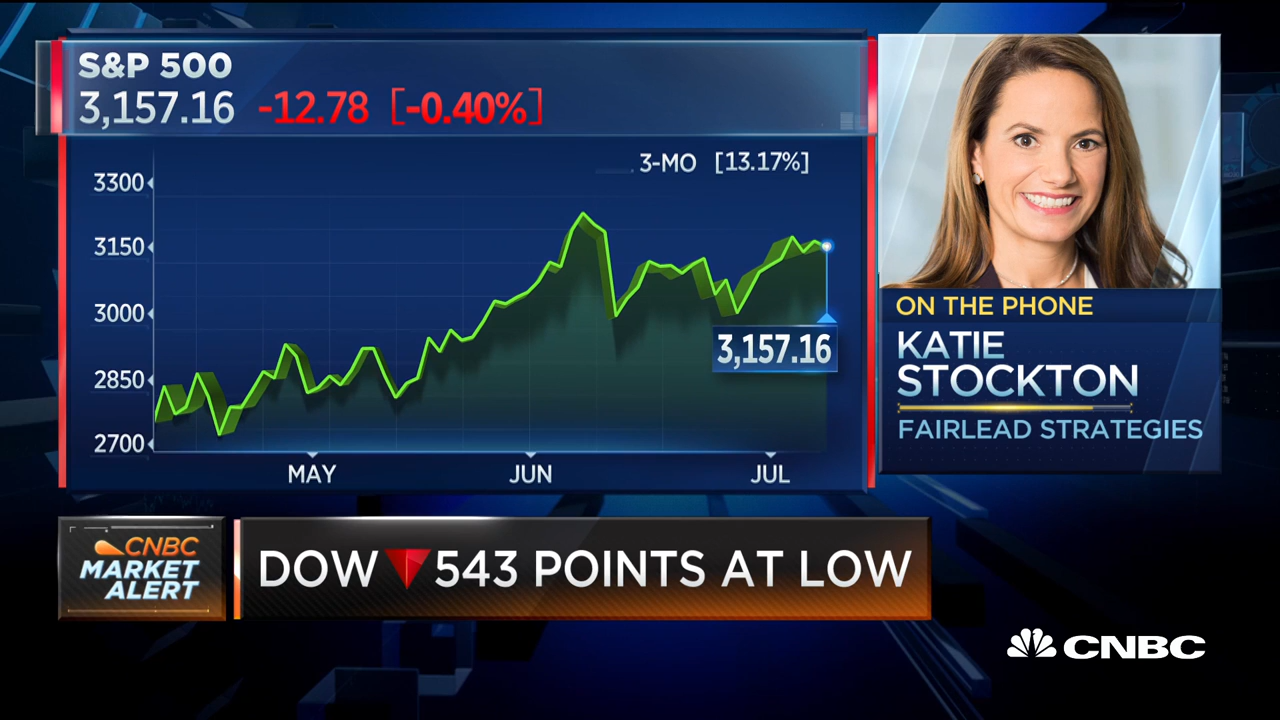 S&P 500
3,157.16 -12.78 [-0.40%]
3-MO [13.17%]
3300
3150
3000
2850
2700
3,157.16
MAY JUN JUL
ON THE PHONE
KATIE
STOCKTON
FAIRLEAD STRATEGIES
CNBC
MARKET
ALERT
DOW 543 POINTS AT LOW
CNBC